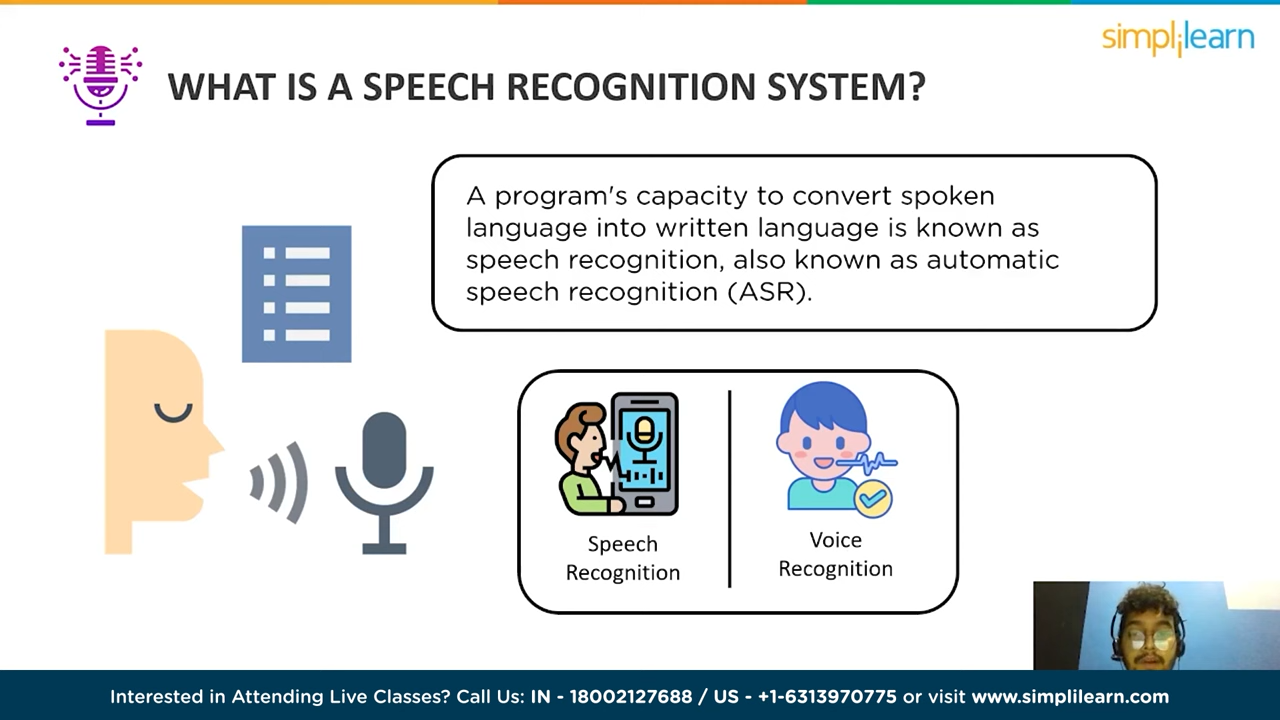 simplilearn
WHAT IS A SPEECH RECOGNITION SYSTEM?
A program's capacity to convert spoken
language into written language is known as
speech recognition, also known as automatic
speech recognition (ASR).
Speech
Recognition
Voice
Recognition
Interested in Attending Live Classes? Call Us: IN - 18002127688 / US - +1-6313970775 or visit www.simplilearn.com